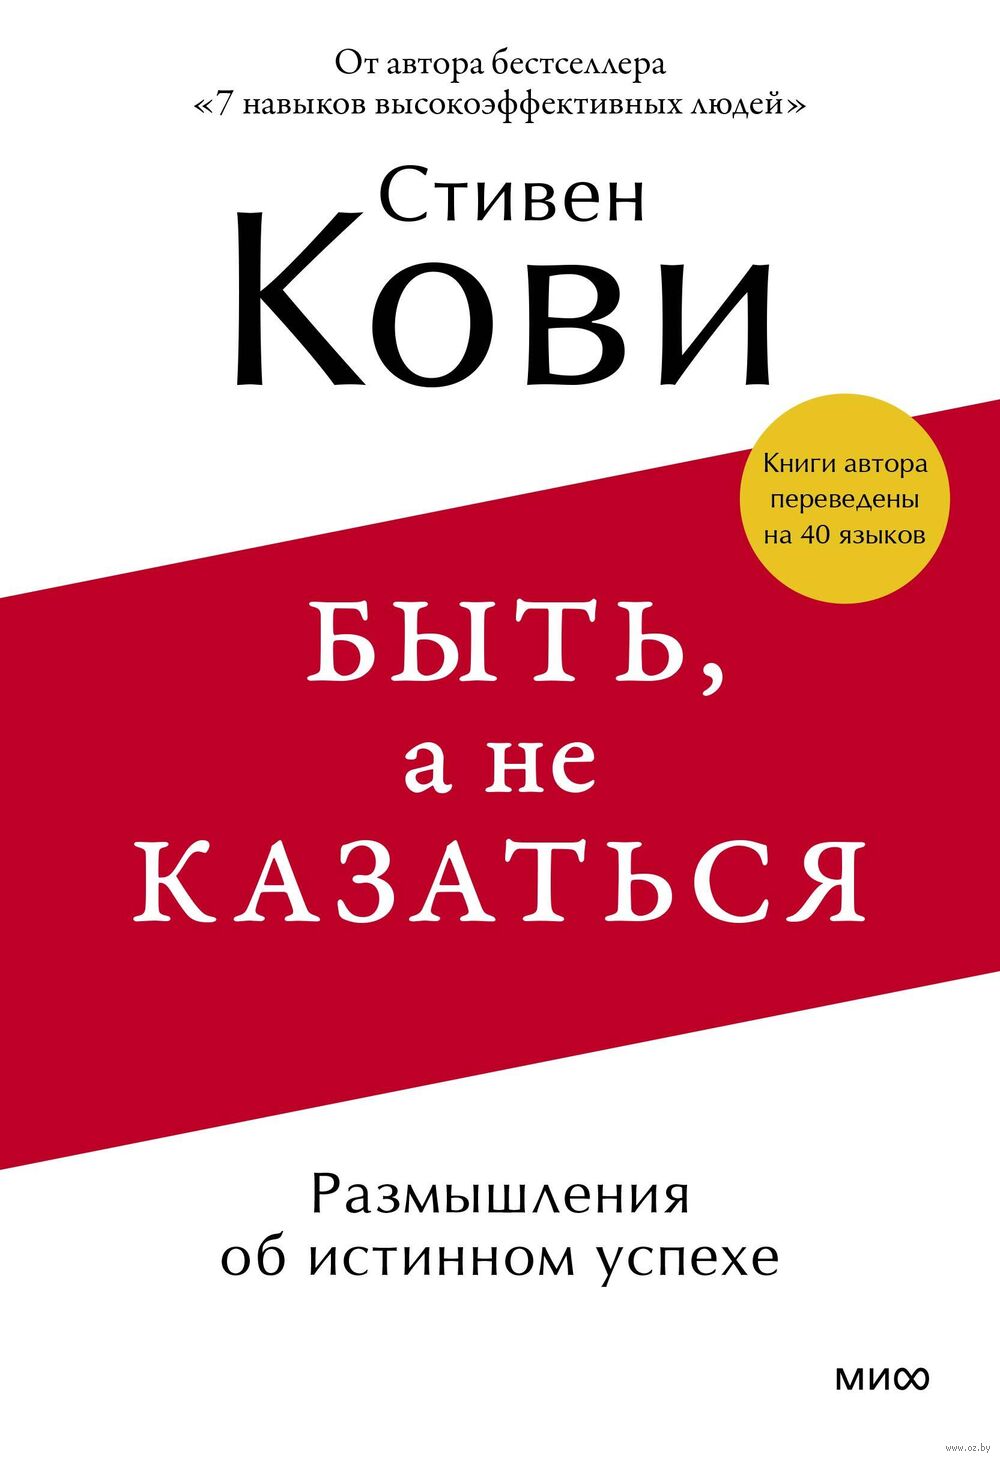 От автора бестселлера
«7 навыков высокоэффективных людей»
Стивен
Кови
Книги автора
переведены
на 40 языков
БЫТЬ,
а не
КАЗАТЬСЯ
Размышления
об истинном успехе
миф
www.oz.by